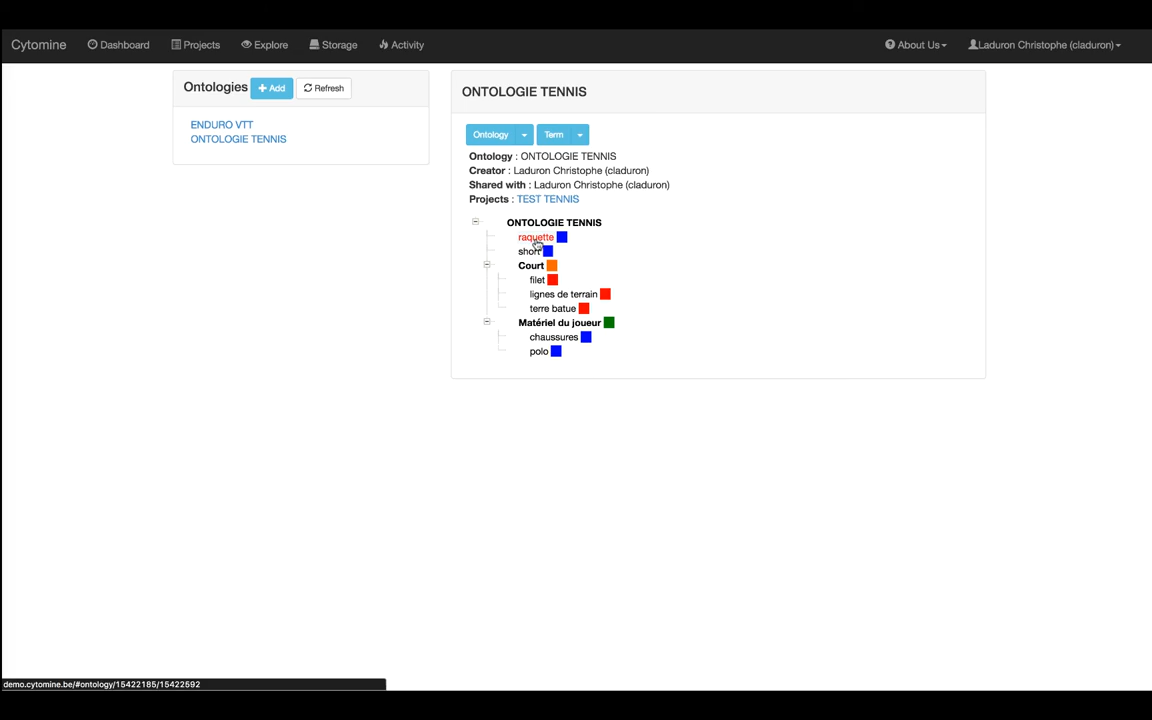 Cytomine Dashboard Projects Explore Storage Activity About Us Laduron Christophe (claduron)
Ontologies Add Refresh
ENDURO VTT
ONTOLOGIE TENNIS
ONTOLOGIE TENNIS
Ontology Term
Ontology : ONTOLOGIE TENNIS
Creator : Laduron Christophe (claduron)
Shared with : Laduron Christophe (claduron)
Projects : TEST TENNIS
ONTOLOGIE TENNIS
raquette
short
Court
filet
lignes de terrain
terre batue
Matériel du joueur
chaussures
polo
demo.cytomine.be/#ontology/15422185/15422592